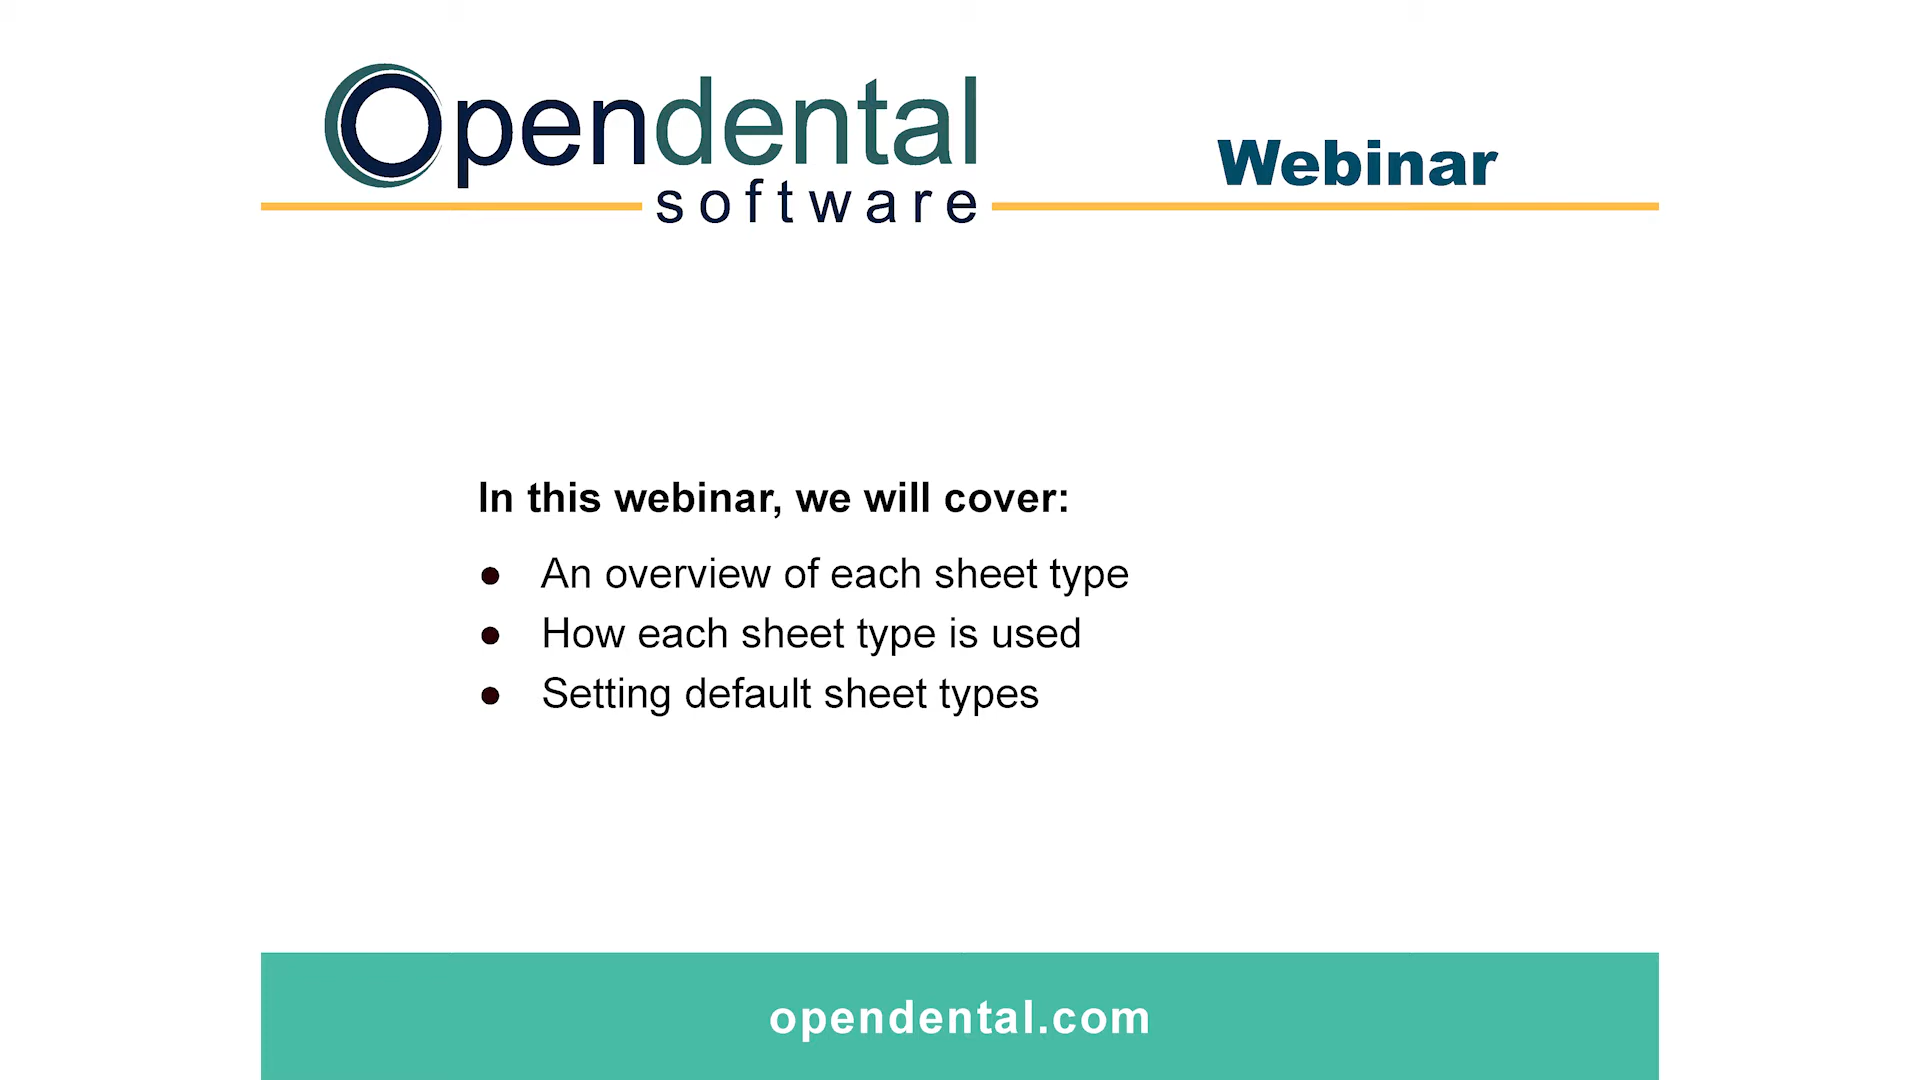 Opendental
software
Webinar
In this webinar, we will cover:
● An overview of each sheet type
● How each sheet type is used
● Setting default sheet types
opendental.com